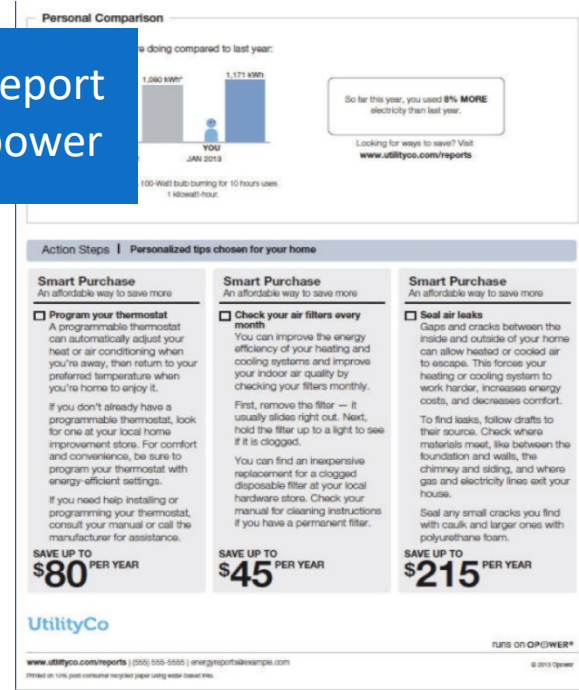 Personal Comparison
eport
power
re doing compared to last year:
1,080 kWh*
1,171 kWh
YOU
JAN 2013
100-Watt bulb burning for 10 hours uses
1 kilowatt-hour.
So far this year, you used 8% MORE
electricity than last year.
Looking for ways to save? Visit
www.utilityco.com/reports
Action Steps | Personalized tips chosen for your home
Smart Purchase
An affordable way to save more
Program your thermostat
A programmable thermostat
can automatically adjust your
heat or air conditioning when
you're away, then return to your
preferred temperature when
you're home to enjoy it.
If you don't already have a
programmable thermostat, look
for one at your local home
improvement store. For comfort
and convenience, be sure to
program your thermostat with
energy-efficient settings.
If you need help installing or
programming your thermostat,
consult your manual or call the
manufacturer for assistance.
SAVE UP TO
$80 PER YEAR
Smart Purchase
An affordable way to save more
Check your air filters every
month
You can improve the energy
efficiency of your heating and
cooling systems and improve
your indoor air quality by
checking your filters monthly.
First, remove the filter — it
usually slides right out. Next,
hold the filter up to a light to see
if it is clogged.
You can find an inexpensive
replacement for a clogged
disposable filter at your local
hardware store. Check your
manual for cleaning instructions
if you have a permanent filter.
SAVE UP TO
$45 PER YEAR
Smart Purchase
An affordable way to save more
Seal air leaks
Gaps and cracks between the
inside and outside of your home
can allow heated or cooled air
to escape. This forces your
heating or cooling system to
work harder, increases energy
costs, and decreases comfort.
To find leaks, follow drafts to
their source. Check where
materials meet, like between the
foundation and walls, the
chimney and siding, and where
gas and electricity lines exit your
house.
Seal any small cracks you find
with caulk and larger ones with
polyurethane foam.
SAVE UP TO
$215 PER YEAR
UtilityCo
runs on OPOWER®
www.utilityco.com/reports | (555) 555-5555 | energyreports@example.com
© 2013 Opower
Printed on 10% post-consumer recycled paper using water based inks.